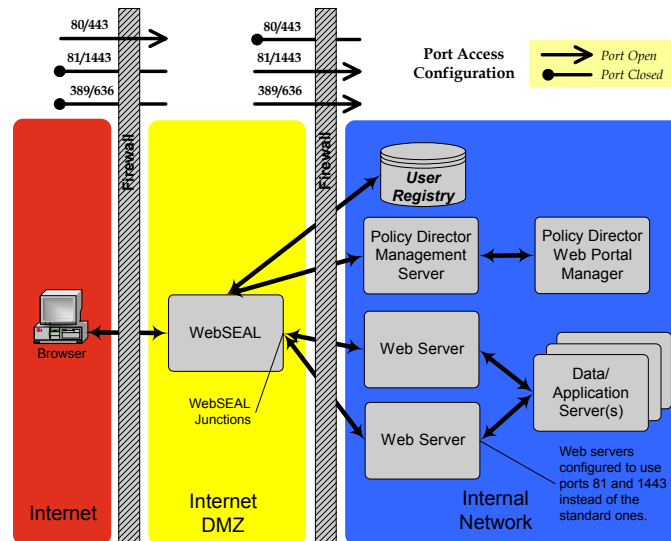 80/443
81/1443
389/636
80/443
81/1443
389/636
Port Access
Configuration
Port Open
Port Closed
Firewall
Firewall
User
Registry
Policy Director
Management
Server
Policy Director
Web Portal
Manager
Browser
WebSEAL
Web Server
WebSEAL
Junctions
Web Server
Data/
Application
Server(s)
Web servers
configured to use
ports 81 and 1443
instead of the
standard ones.
Internet
Internet
DMZ
Internal
Network